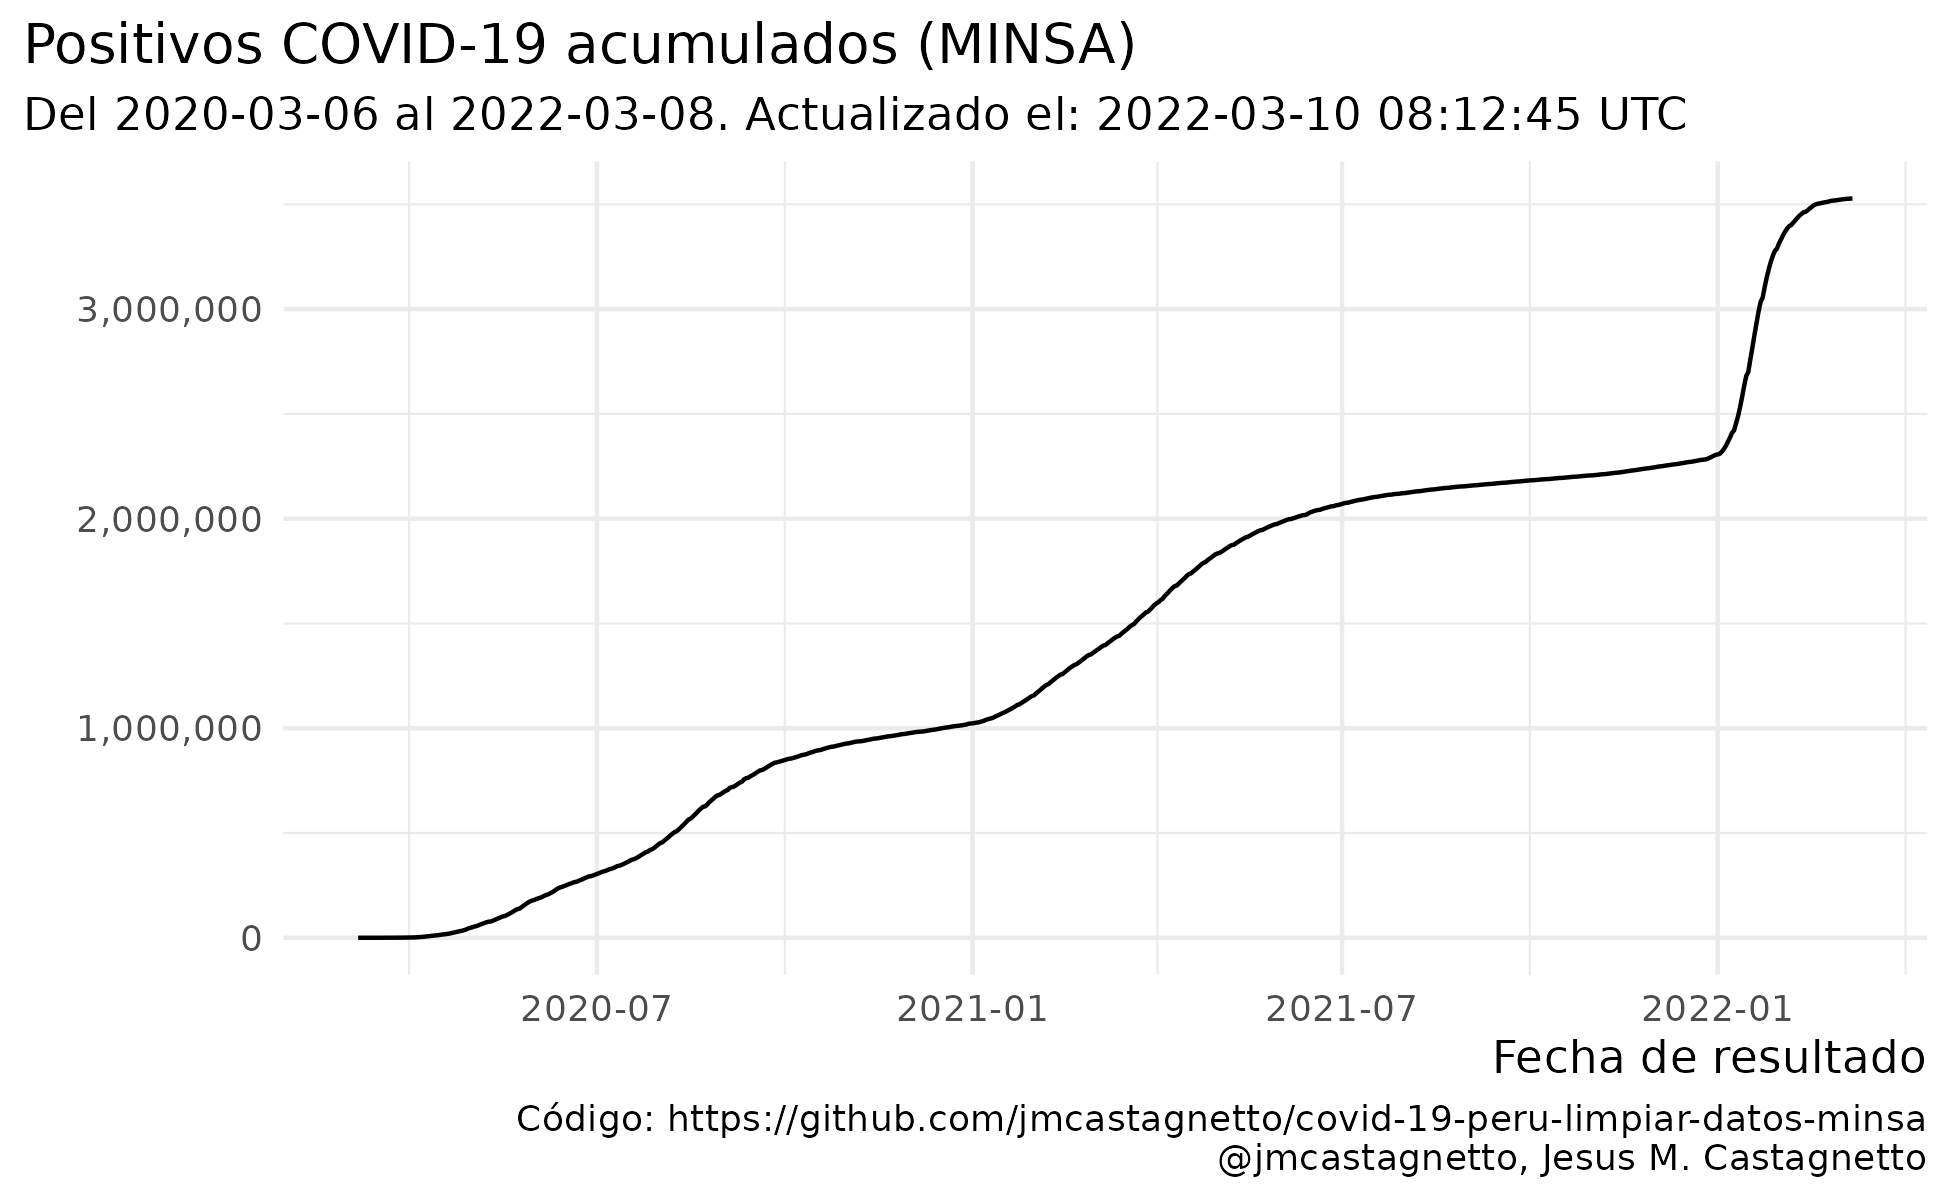 Positivos COVID-19 acumulados (MINSA)
Del 2020-03-06 al 2022-03-08. Actualizado el: 2022-03-10 08:12:45 UTC
3,000,000
2,000,000
1,000,000
0
2020-07 2021-01 2021-07 2022-01
Fecha de resultado
Código: https://github.com/jmcastagnetto/covid-19-peru-limpiar-datos-minsa
@jmcastagnetto, Jesus M. Castagnetto